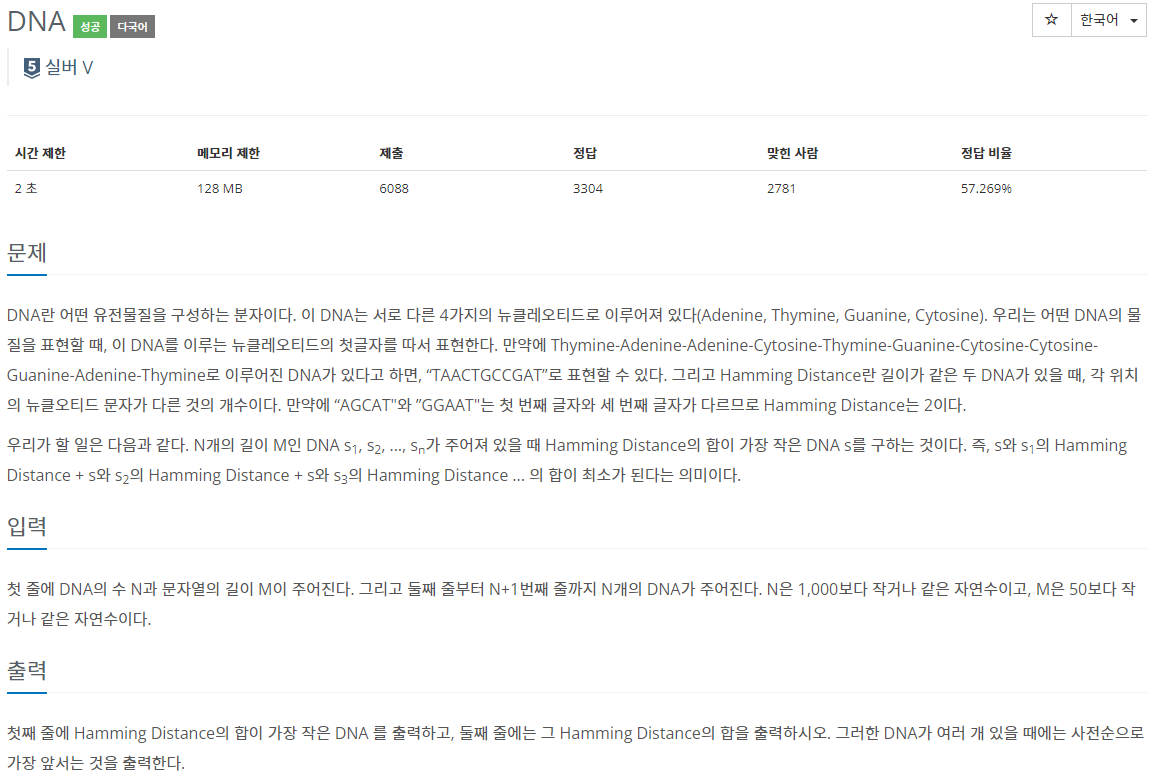 DNA 성공 다국어
☆ 한국어
5 실버 V
시간 제한 메모리 제한 제출 정답 맞힌 사람 정답 비율
2 초 128 MB 6088 3304 2781 57.269%
문제
DNA란 어떤 유전물질을 구성하는 분자이다. 이 DNA는 서로 다른 4가지의 뉴클레오티드로 이루어져 있다(Adenine, Thymine, Guanine, Cytosine). 우리는 어떤 DNA의 물
질을 표현할 때, 이 DNA를 이루는 뉴클레오티드의 첫글자를 따서 표현한다. 만약에 Thymine-Adenine-Adenine-Cytosine-Thymine-Guanine-Cytosine-Cytosine-
Guanine-Adenine-Thymine로 이루어진 DNA가 있다고 하면, “TAACTGCCGAT”로 표현할 수 있다. 그리고 Hamming Distance란 길이가 같은 두 DNA가 있을 때, 각 위치
의 뉴클오티드 문자가 다른 것의 개수이다. 만약에 “AGCAT"와 ”GGAAT"는 첫 번째 글자와 세 번째 글자가 다르므로 Hamming Distance는 2이다.
우리가 할 일은 다음과 같다. N개의 길이 M인 DNA s1, s2, ..., sn가 주어져 있을 때 Hamming Distance의 합이 가장 작은 DNA s를 구하는 것이다. 즉, s와 s1의 Hamming
Distance + s와 s2의 Hamming Distance + s와 s3의 Hamming Distance ... 의 합이 최소가 된다는 의미이다.
입력
첫 줄에 DNA의 수 N과 문자열의 길이 M이 주어진다. 그리고 둘째 줄부터 N+1번째 줄까지 N개의 DNA가 주어진다. N은 1,000보다 작거나 같은 자연수이고, M은 50보다 작
거나 같은 자연수이다.
출력
첫째 줄에 Hamming Distance의 합이 가장 작은 DNA 를 출력하고, 둘째 줄에는 그 Hamming Distance의 합을 출력하시오. 그러한 DNA가 여러 개 있을 때에는 사전순으로
가장 앞서는 것을 출력한다.